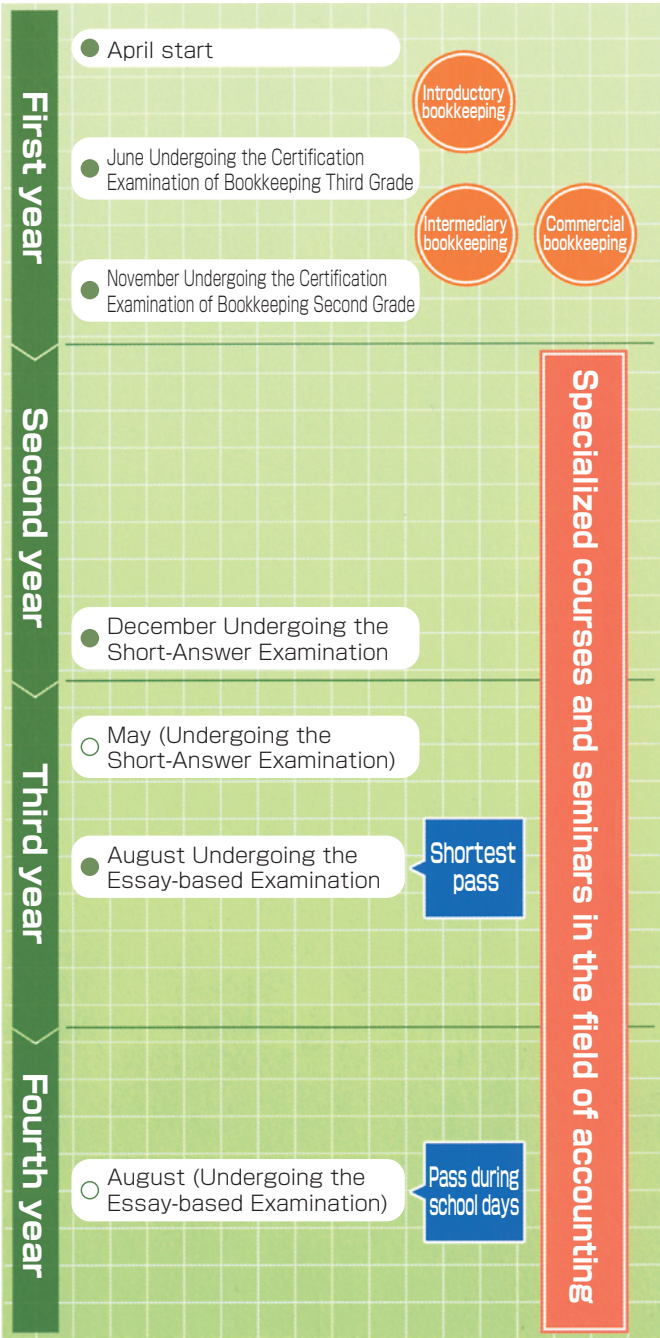 First year
April start
Introductory
bookkeeping
June Undergoing the Certification
Examination of Bookkeeping Third Grade
Intermediary
bookkeeping
Commercial
bookkeeping
November Undergoing the Certification
Examination of Bookkeeping Second Grade
Second year
December Undergoing the
Short-Answer Examination
Third year
May (Undergoing the
Short-Answer Examination)
August Undergoing the
Essay-based Examination
Shortest
pass
Fourth year
August (Undergoing the
Essay-based Examination)
Pass during
school days
Specialized courses and seminars in the field of accounting